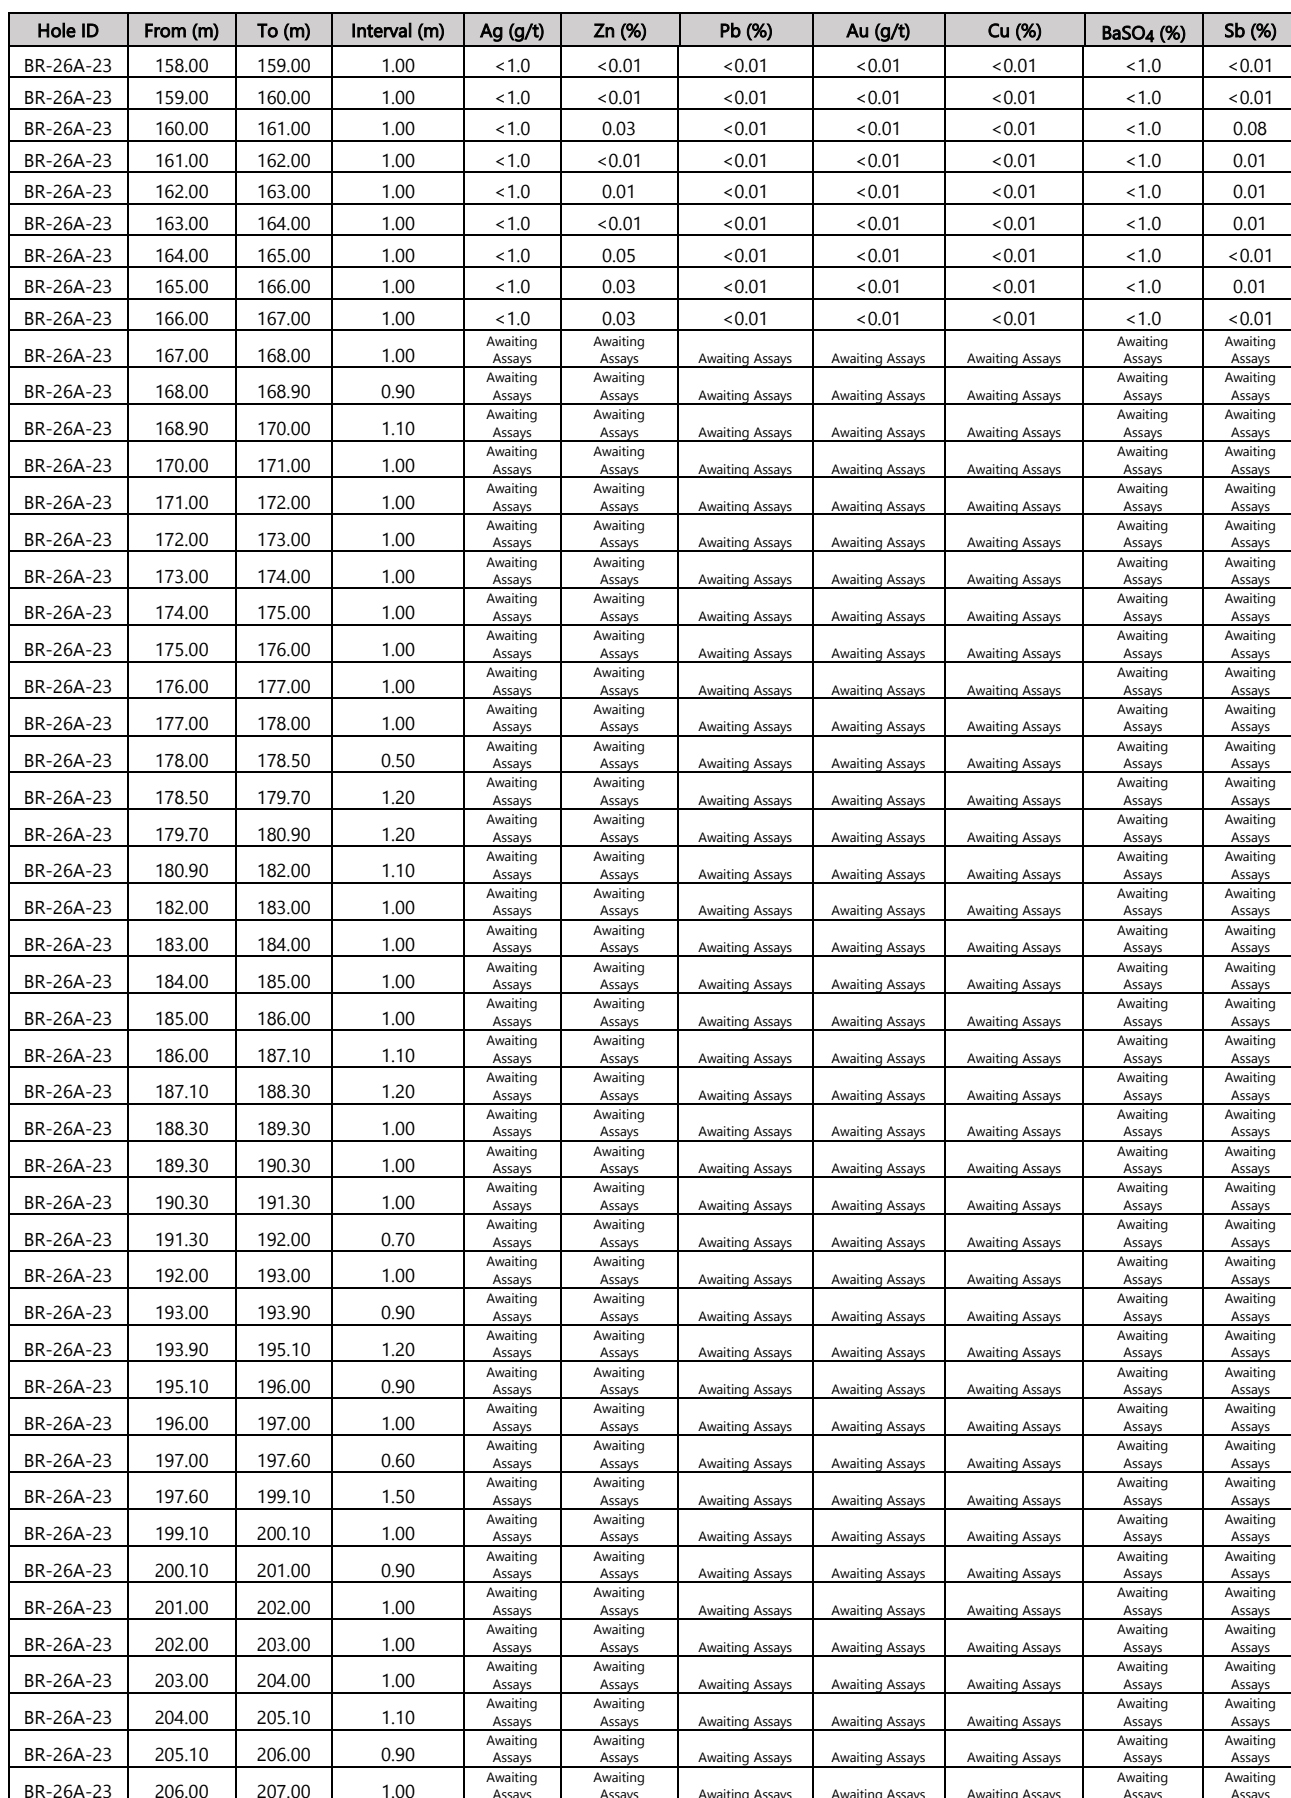 Hole ID From (m) To (m) Interval (m) Ag (g/t) Zn (%) Pb (%) Au (g/t) Cu (%) BaSO4 (%) Sb (%)
BR-26A-23 158.00 159.00 1.00 <1.0 <0.01 <0.01 <0.01 <0.01 <1.0 <0.01
BR-26A-23 159.00 160.00 1.00 <1.0 <0.01 <0.01 <0.01 <0.01 <1.0 <0.01
BR-26A-23 160.00 161.00 1.00 <1.0 0.03 <0.01 <0.01 <0.01 <1.0 0.08
BR-26A-23 161.00 162.00 1.00 <1.0 <0.01 <0.01 <0.01 <0.01 <1.0 0.01
BR-26A-23 162.00 163.00 1.00 <1.0 0.01 <0.01 <0.01 <0.01 <1.0 0.01
BR-26A-23 163.00 164.00 1.00 <1.0 <0.01 <0.01 <0.01 <0.01 <1.0 0.01
BR-26A-23 164.00 165.00 1.00 <1.0 0.05 <0.01 <0.01 <0.01 <1.0 <0.01
BR-26A-23 165.00 166.00 1.00 <1.0 0.03 <0.01 <0.01 <0.01 <1.0 0.01
BR-26A-23 166.00 167.00 1.00 <1.0 0.03 <0.01 <0.01 <0.01 <1.0 <0.01
BR-26A-23 167.00 168.00 1.00 Awaiting Assays Awaiting Assays Awaiting Assays Awaiting Assays Awaiting Assays Awaiting Assays Awaiting Assays
BR-26A-23 168.00 168.90 0.90 Awaiting Assays Awaiting Assays Awaiting Assays Awaiting Assays Awaiting Assays Awaiting Assays Awaiting Assays
BR-26A-23 168.90 170.00 1.10 Awaiting Assays Awaiting Assays Awaiting Assays Awaiting Assays Awaiting Assays Awaiting Assays Awaiting Assays
BR-26A-23 170.00 171.00 1.00 Awaiting Assays Awaiting Assays Awaiting Assays Awaiting Assays Awaiting Assays Awaiting Assays Awaiting Assays
BR-26A-23 171.00 172.00 1.00 Awaiting Assays Awaiting Assays Awaiting Assays Awaiting Assays Awaiting Assays Awaiting Assays Awaiting Assays
BR-26A-23 172.00 173.00 1.00 Awaiting Assays Awaiting Assays Awaiting Assays Awaiting Assays Awaiting Assays Awaiting Assays Awaiting Assays
BR-26A-23 173.00 174.00 1.00 Awaiting Assays Awaiting Assays Awaiting Assays Awaiting Assays Awaiting Assays Awaiting Assays Awaiting Assays
BR-26A-23 174.00 175.00 1.00 Awaiting Assays Awaiting Assays Awaiting Assays Awaiting Assays Awaiting Assays Awaiting Assays Awaiting Assays
BR-26A-23 175.00 176.00 1.00 Awaiting Assays Awaiting Assays Awaiting Assays Awaiting Assays Awaiting Assays Awaiting Assays Awaiting Assays
BR-26A-23 176.00 177.00 1.00 Awaiting Assays Awaiting Assays Awaiting Assays Awaiting Assays Awaiting Assays Awaiting Assays Awaiting Assays
BR-26A-23 177.00 178.00 1.00 Awaiting Assays Awaiting Assays Awaiting Assays Awaiting Assays Awaiting Assays Awaiting Assays Awaiting Assays
BR-26A-23 178.00 178.50 0.50 Awaiting Assays Awaiting Assays Awaiting Assays Awaiting Assays Awaiting Assays Awaiting Assays Awaiting Assays
BR-26A-23 178.50 179.70 1.20 Awaiting Assays Awaiting Assays Awaiting Assays Awaiting Assays Awaiting Assays Awaiting Assays Awaiting Assays
BR-26A-23 179.70 180.90 1.20 Awaiting Assays Awaiting Assays Awaiting Assays Awaiting Assays Awaiting Assays Awaiting Assays Awaiting Assays
BR-26A-23 180.90 182.00 1.10 Awaiting Assays Awaiting Assays Awaiting Assays Awaiting Assays Awaiting Assays Awaiting Assays Awaiting Assays
BR-26A-23 182.00 183.00 1.00 Awaiting Assays Awaiting Assays Awaiting Assays Awaiting Assays Awaiting Assays Awaiting Assays Awaiting Assays
BR-26A-23 183.00 184.00 1.00 Awaiting Assays Awaiting Assays Awaiting Assays Awaiting Assays Awaiting Assays Awaiting Assays Awaiting Assays
BR-26A-23 184.00 185.00 1.00 Awaiting Assays Awaiting Assays Awaiting Assays Awaiting Assays Awaiting Assays Awaiting Assays Awaiting Assays
BR-26A-23 185.00 186.00 1.00 Awaiting Assays Awaiting Assays Awaiting Assays Awaiting Assays Awaiting Assays Awaiting Assays Awaiting Assays
BR-26A-23 186.00 187.10 1.10 Awaiting Assays Awaiting Assays Awaiting Assays Awaiting Assays Awaiting Assays Awaiting Assays Awaiting Assays
BR-26A-23 187.10 188.30 1.20 Awaiting Assays Awaiting Assays Awaiting Assays Awaiting Assays Awaiting Assays Awaiting Assays Awaiting Assays
BR-26A-23 188.30 189.30 1.00 Awaiting Assays Awaiting Assays Awaiting Assays Awaiting Assays Awaiting Assays Awaiting Assays Awaiting Assays
BR-26A-23 189.30 190.30 1.00 Awaiting Assays Awaiting Assays Awaiting Assays Awaiting Assays Awaiting Assays Awaiting Assays Awaiting Assays
BR-26A-23 190.30 191.30 1.00 Awaiting Assays Awaiting Assays Awaiting Assays Awaiting Assays Awaiting Assays Awaiting Assays Awaiting Assays
BR-26A-23 191.30 192.00 0.70 Awaiting Assays Awaiting Assays Awaiting Assays Awaiting Assays Awaiting Assays Awaiting Assays Awaiting Assays
BR-26A-23 192.00 193.00 1.00 Awaiting Assays Awaiting Assays Awaiting Assays Awaiting Assays Awaiting Assays Awaiting Assays Awaiting Assays
BR-26A-23 193.00 193.90 0.90 Awaiting Assays Awaiting Assays Awaiting Assays Awaiting Assays Awaiting Assays Awaiting Assays Awaiting Assays
BR-26A-23 193.90 195.10 1.20 Awaiting Assays Awaiting Assays Awaiting Assays Awaiting Assays Awaiting Assays Awaiting Assays Awaiting Assays
BR-26A-23 195.10 196.00 0.90 Awaiting Assays Awaiting Assays Awaiting Assays Awaiting Assays Awaiting Assays Awaiting Assays Awaiting Assays
BR-26A-23 196.00 197.00 1.00 Awaiting Assays Awaiting Assays Awaiting Assays Awaiting Assays Awaiting Assays Awaiting Assays Awaiting Assays
BR-26A-23 197.00 197.60 0.60 Awaiting Assays Awaiting Assays Awaiting Assays Awaiting Assays Awaiting Assays Awaiting Assays Awaiting Assays
BR-26A-23 197.60 199.10 1.50 Awaiting Assays Awaiting Assays Awaiting Assays Awaiting Assays Awaiting Assays Awaiting Assays Awaiting Assays
BR-26A-23 199.10 200.10 1.00 Awaiting Assays Awaiting Assays Awaiting Assays Awaiting Assays Awaiting Assays Awaiting Assays Awaiting Assays
BR-26A-23 200.10 201.00 0.90 Awaiting Assays Awaiting Assays Awaiting Assays Awaiting Assays Awaiting Assays Awaiting Assays Awaiting Assays
BR-26A-23 201.00 202.00 1.00 Awaiting Assays Awaiting Assays Awaiting Assays Awaiting Assays Awaiting Assays Awaiting Assays Awaiting Assays
BR-26A-23 202.00 203.00 1.00 Awaiting Assays Awaiting Assays Awaiting Assays Awaiting Assays Awaiting Assays Awaiting Assays Awaiting Assays
BR-26A-23 203.00 204.00 1.00 Awaiting Assays Awaiting Assays Awaiting Assays Awaiting Assays Awaiting Assays Awaiting Assays Awaiting Assays
BR-26A-23 204.00 205.10 1.10 Awaiting Assays Awaiting Assays Awaiting Assays Awaiting Assays Awaiting Assays Awaiting Assays Awaiting Assays
BR-26A-23 205.10 206.00 0.90 Awaiting Assays Awaiting Assays Awaiting Assays Awaiting Assays Awaiting Assays Awaiting Assays Awaiting Assays
BR-26A-23 206.00 207.00 1.00 Awaiting Assays Awaiting Assays Awaiting Assays Awaiting Assays Awaiting Assays Awaiting Assays Awaiting Assays